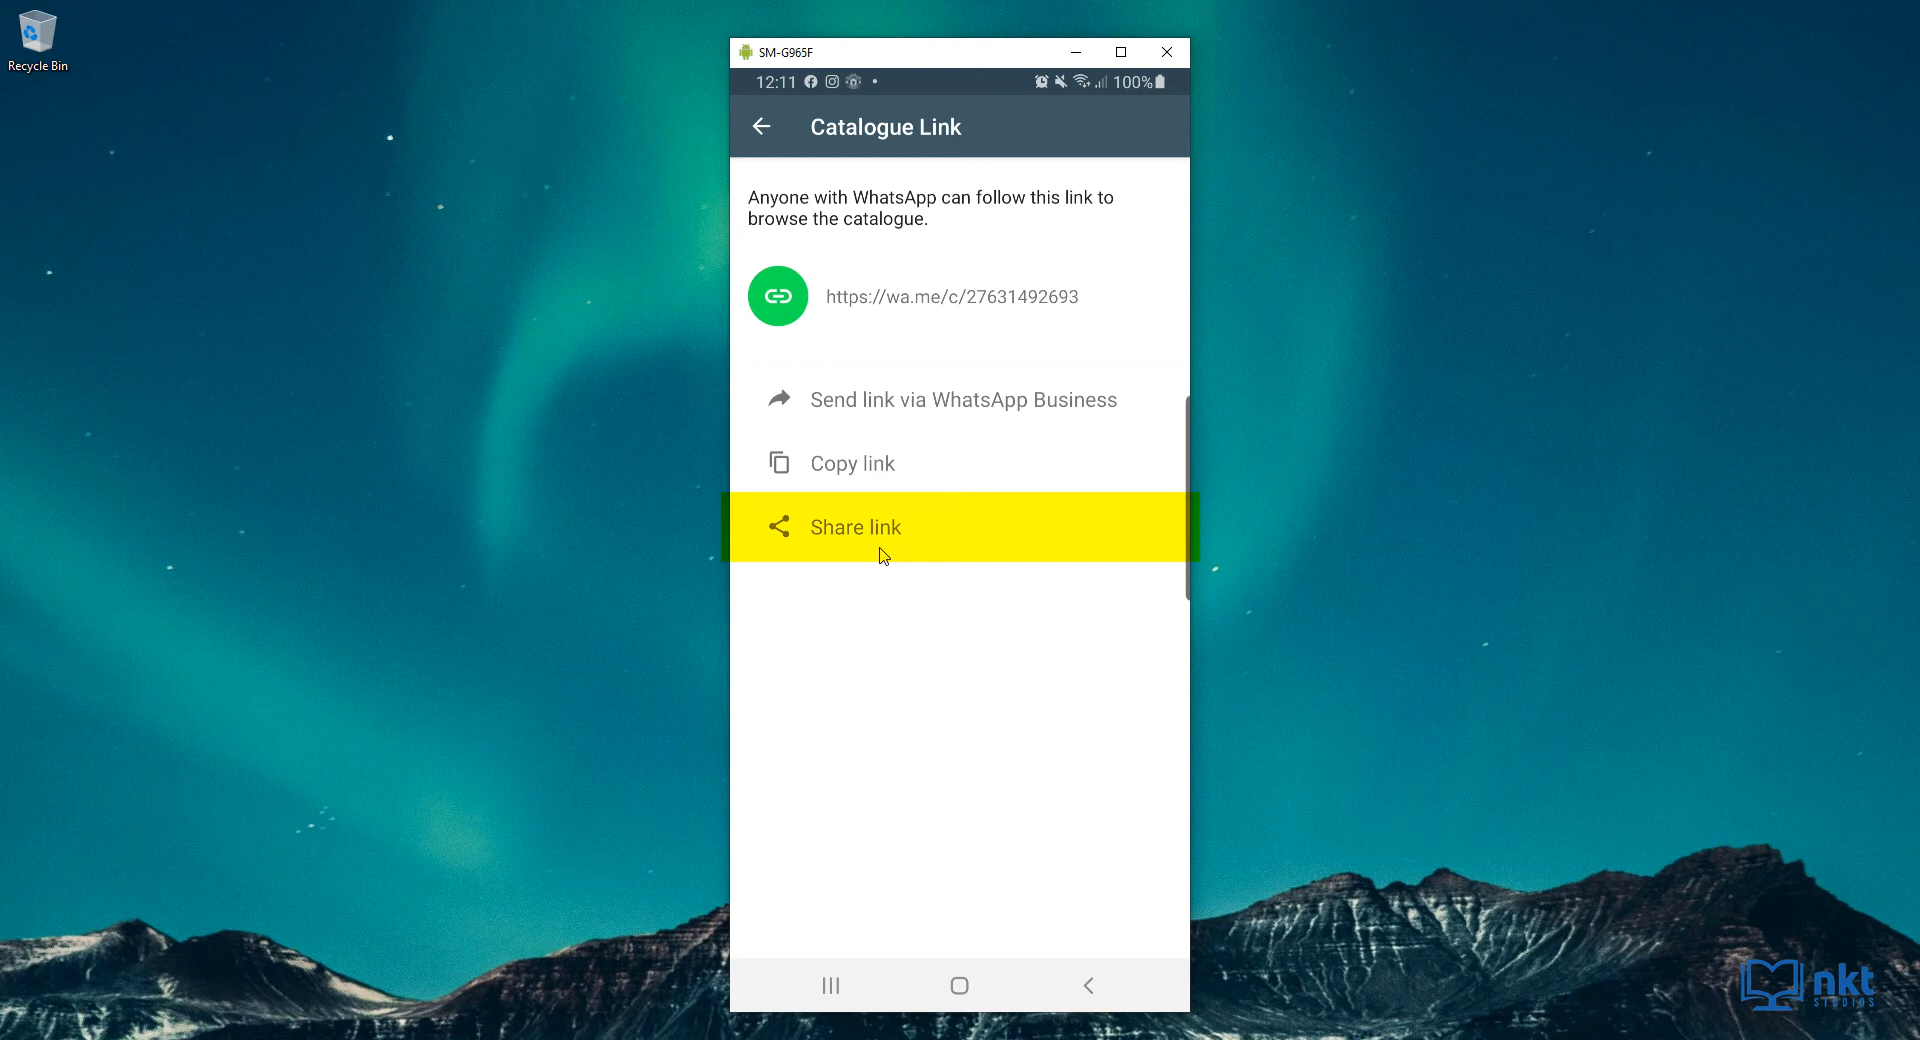 Recycle Bin
SM-G965F
12:11
100%
Catalogue Link
Anyone with WhatsApp can follow this link to
browse the catalogue.
https://wa.me/c/27631492693
Send link via WhatsApp Business
Copy link
Share link
nkt
STUDIOS